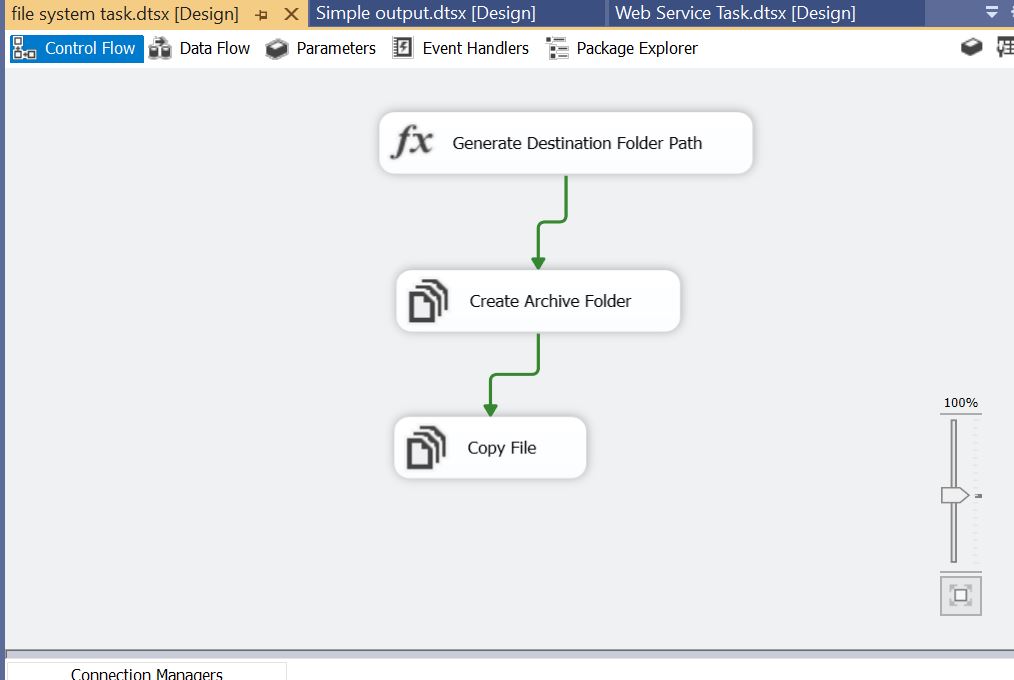 file system task.dtsx [Design] Simple output.dtsx [Design] Web Service Task.dtsx [Design]
Control Flow Data Flow Parameters Event Handlers Package Explorer
fx Generate Destination Folder Path
Create Archive Folder
100%
Copy File
Connection Managers